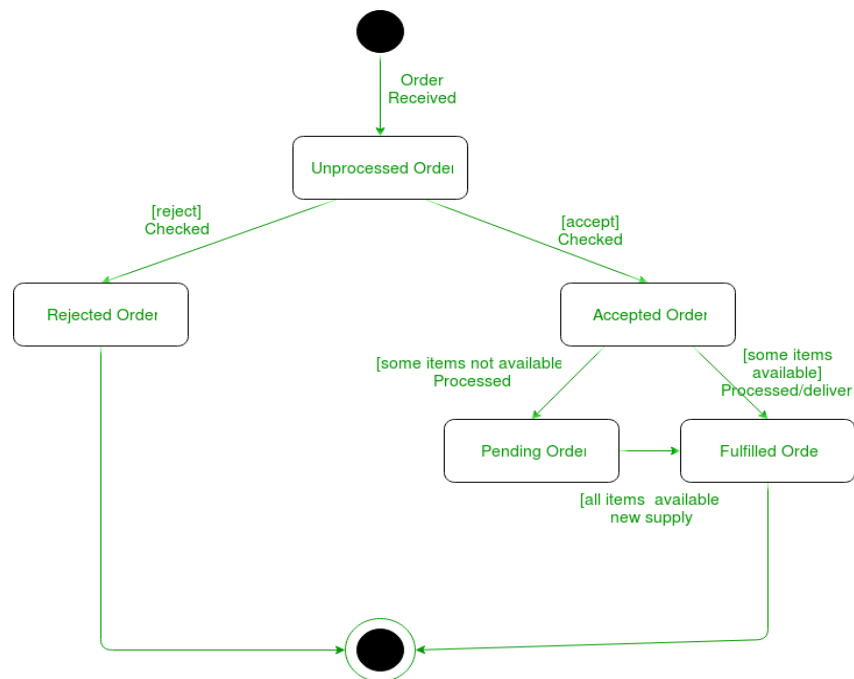 Order
Received
Unprocessed Order
[reject]
Checked
[accept]
Checked
Rejected Order
Accepted Order
[some items not available
Processed
[some items
available]
Processed/deliver
Pending Order
Fulfilled Orde
[all items  available
new supply